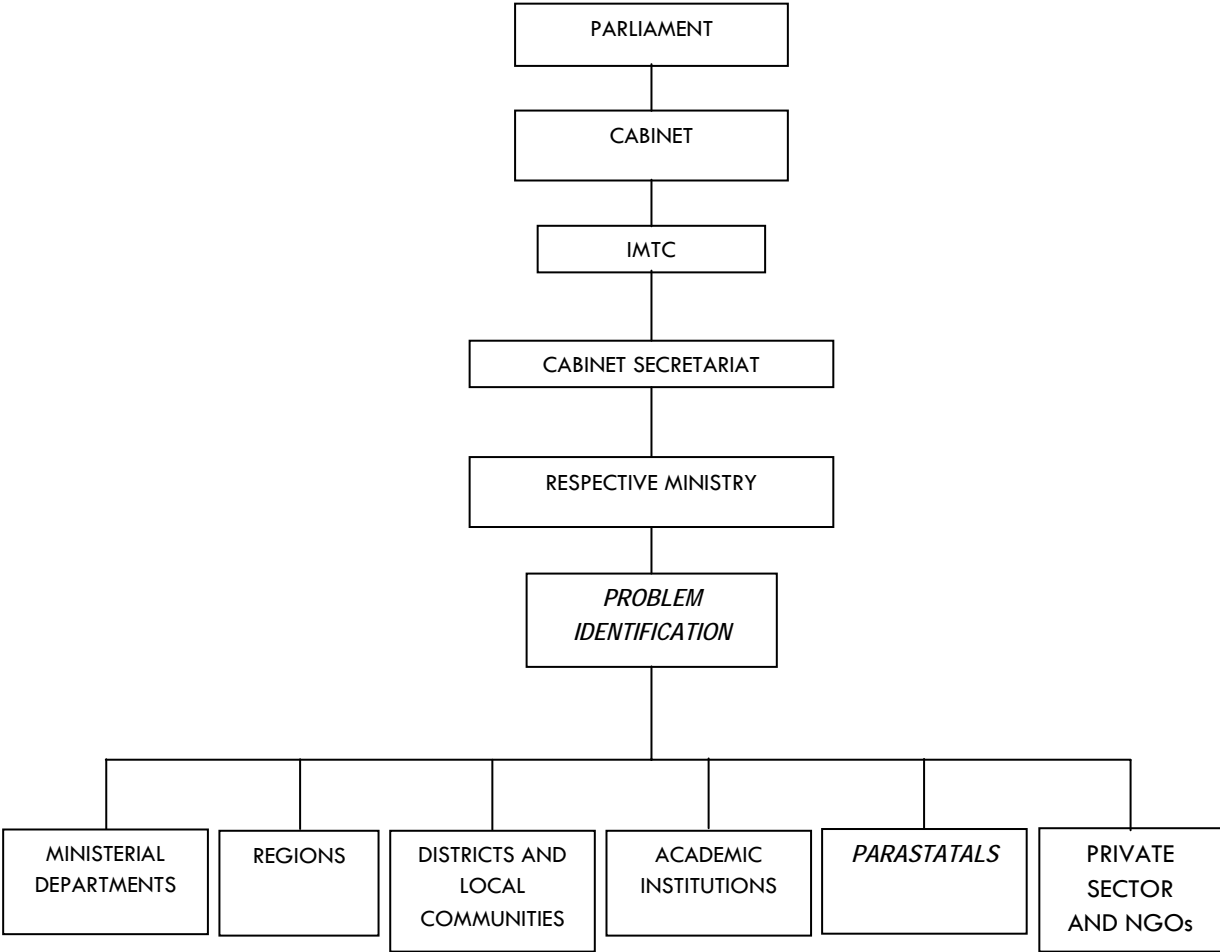 PARLIAMENT
CABINET
IMTC
CABINET SECRETARIAT
RESPECTIVE MINISTRY
PROBLEM
IDENTIFICATION
MINISTERIAL
DEPARTMENTS
REGIONS
DISTRICTS AND
LOCAL
COMMUNITIES
ACADEMIC
INSTITUTIONS
PARASTATALS
PRIVATE
SECTOR
AND NGOs